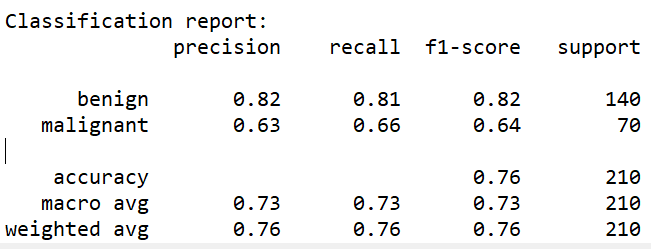 Classification report:
precision recall f1-score support
benign 0.82 0.81 0.82 140
malignant 0.63 0.66 0.64 70
accuracy 0.76 210
macro avg 0.73 0.73 0.73 210
weighted avg 0.76 0.76 0.76 210